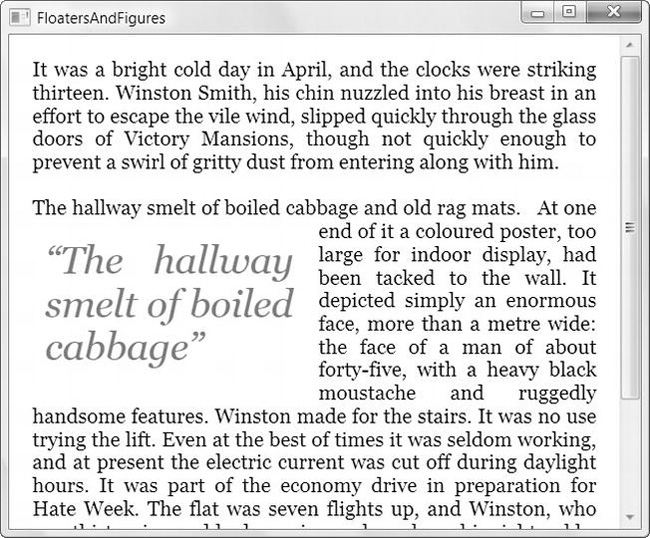 FloatersAndFigures
It was a bright cold day in April, and the clocks were striking
thirteen. Winston Smith, his chin nuzzled into his breast in an
effort to escape the vile wind, slipped quickly through the glass
doors of Victory Mansions, though not quickly enough to
prevent a swirl of gritty dust from entering along with him.
The hallway smelt of boiled cabbage and old rag mats. At one
end of it a coloured poster, too
large for indoor display, had
been tacked to the wall. It
depicted simply an enormous
face, more than a metre wide:
the face of a man of about
forty-five, with a heavy black
moustache and ruggedly
“The hallway
smelt of boiled
cabbage”
handsome features. Winston made for the stairs. It was no use
trying the lift. Even at the best of times it was seldom working,
and at present the electric current was cut off during daylight
hours. It was part of the economy drive in preparation for
Hate Week. The flat was seven flights up, and Winston, who